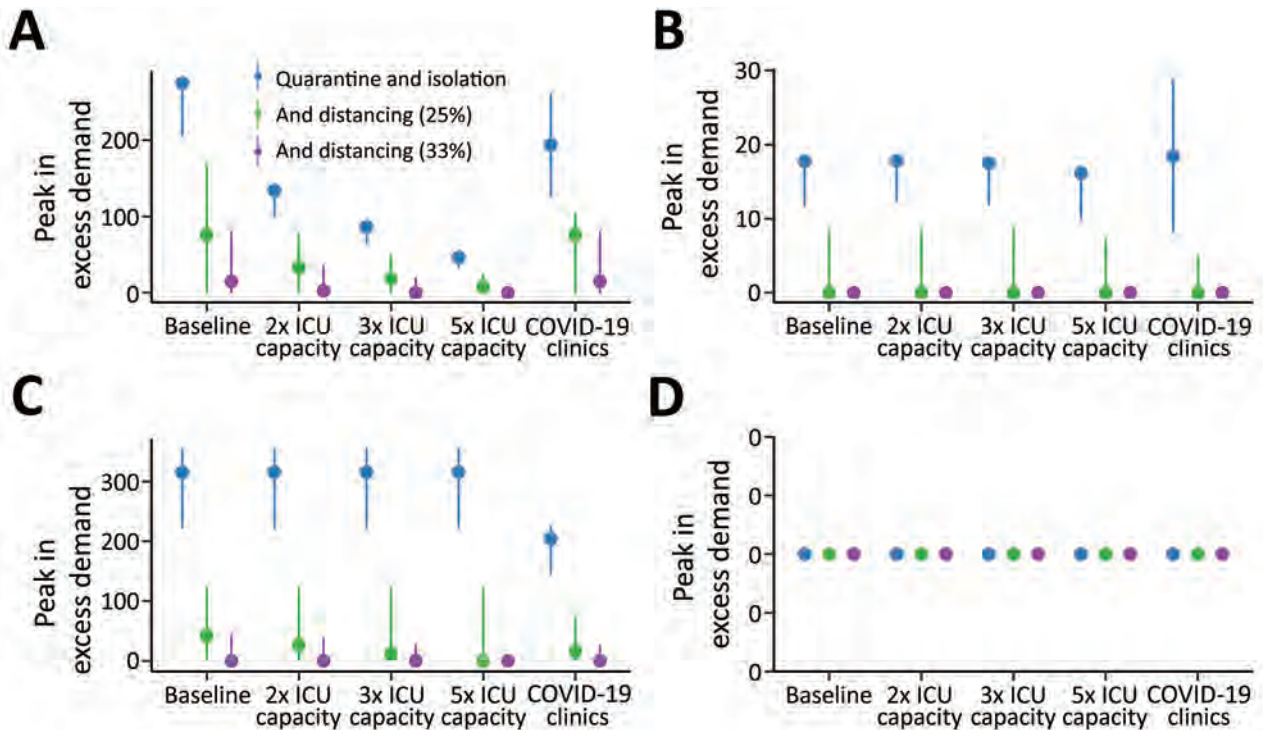 A
Peak in
excess demand
200
100
0
Quarantine and isolation
And distancing (25%)
And distancing (33%)
Baseline
2x ICU
capacity
3x ICU
capacity
5x ICU
capacity
COVID-19
clinics
B
Peak in
excess demand
30
20
10
0
Baseline
2x ICU
capacity
3x ICU
capacity
5x ICU
capacity
COVID-19
clinics
C
Peak in
excess demand
300
200
100
0
Baseline
2x ICU
capacity
3x ICU
capacity
5x ICU
capacity
COVID-19
clinics
D
Peak in
excess demand
0
0
0
0
0
Baseline
2x ICU
capacity
3x ICU
capacity
5x ICU
capacity
COVID-19
clinics